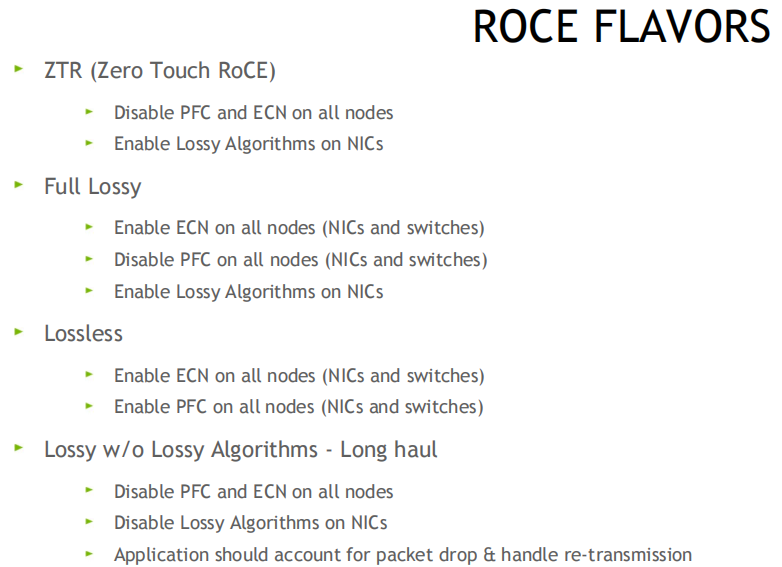 ROCE FLAVORS
ZTR (Zero Touch RoCE)
Disable PFC and ECN on all nodes
Enable Lossy Algorithms on NICs
Full Lossy
Enable ECN on all nodes (NICs and switches)
Disable PFC on all nodes (NICs and switches)
Enable Lossy Algorithms on NICs
Lossless
Enable ECN on all nodes (NICs and switches)
Enable PFC on all nodes (NICs and switches)
Lossy w/o Lossy Algorithms - Long haul
Disable PFC and ECN on all nodes
Disable Lossy Algorithms on NICs
Application should account for packet drop & handle re-transmission